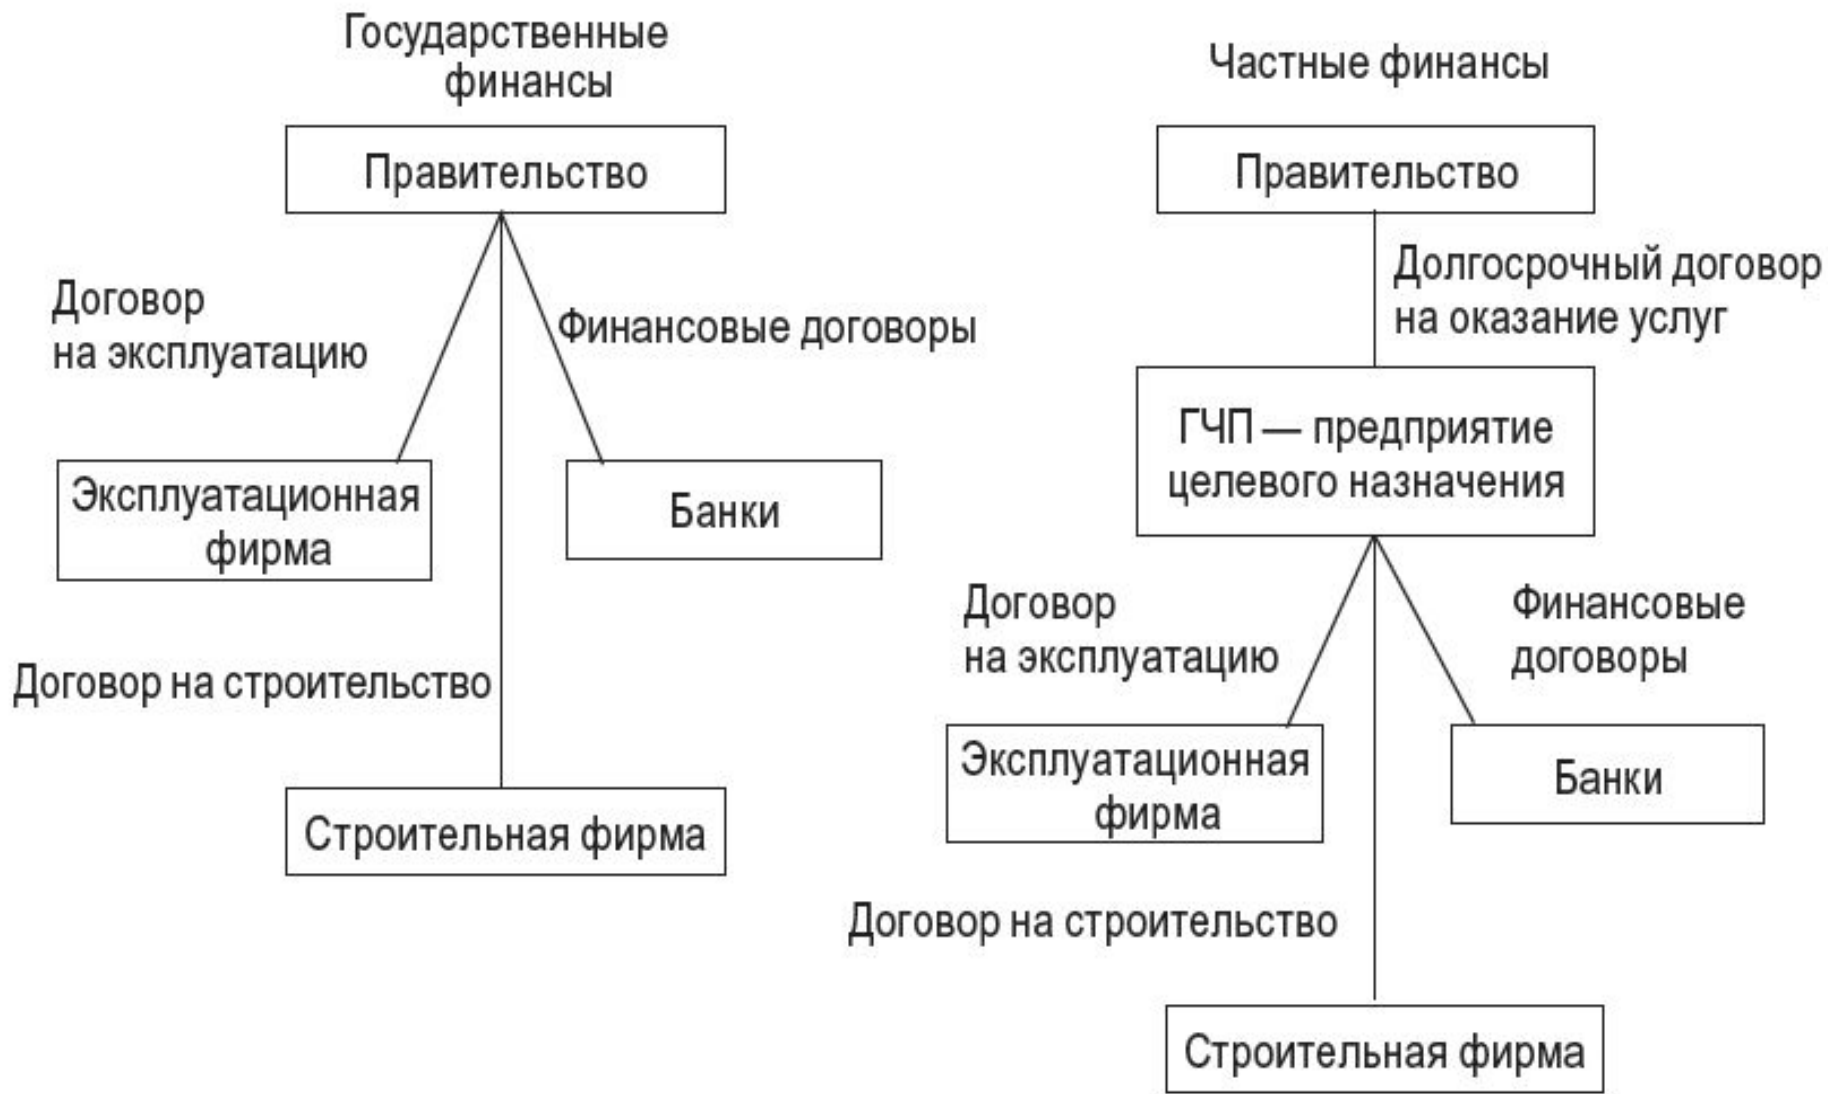 Государственные
финансы
Правительство
Договор
на эксплуатацию
Финансовые договоры
Эксплуатационная
фирма
Банки
Договор на строительство
Строительная фирма
Частные финансы
Правительство
Долгосрочный договор
на оказание услуг
ГЧП — предприятие
целевого назначения
Договор
на эксплуатацию
Финансовые
договоры
Эксплуатационная
фирма
Банки
Договор на строительство
Строительная фирма